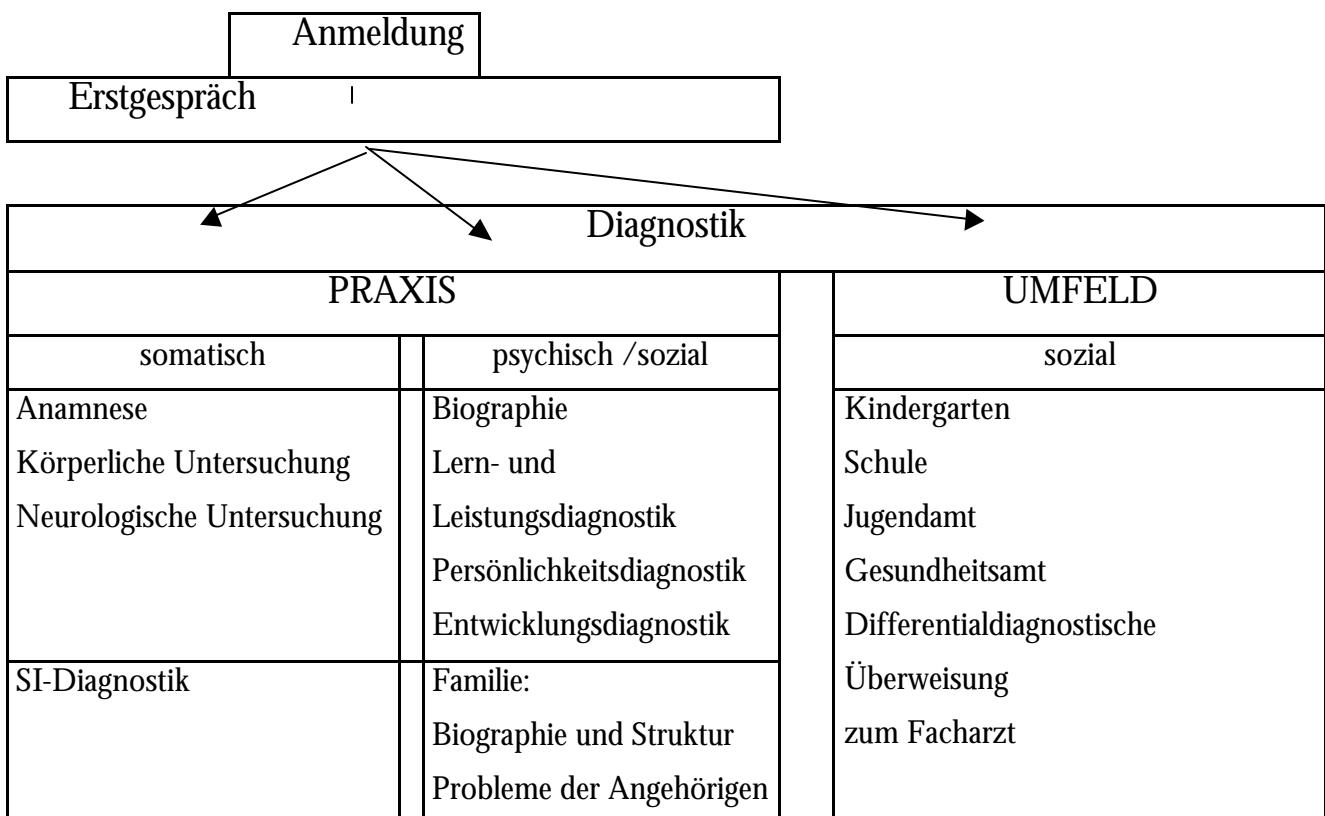 Anmeldung
Erstgespräch
Diagnostik
PRAXIS
UMFELD
somatisch
psychisch /sozial
sozial
Anamnese
Körperliche Untersuchung
Neurologische Untersuchung
SI-Diagnostik
Biographie
Lern- und
Leistungsdiagnostik
Persönlichkeitsdiagnostik
Entwicklungsdiagnostik
Familie:
Biographie und Struktur
Probleme der Angehörigen
Kindergarten
Schule
Jugendamt
Gesundheitsamt
Differentialdiagnostische
Überweisung
zum Facharzt